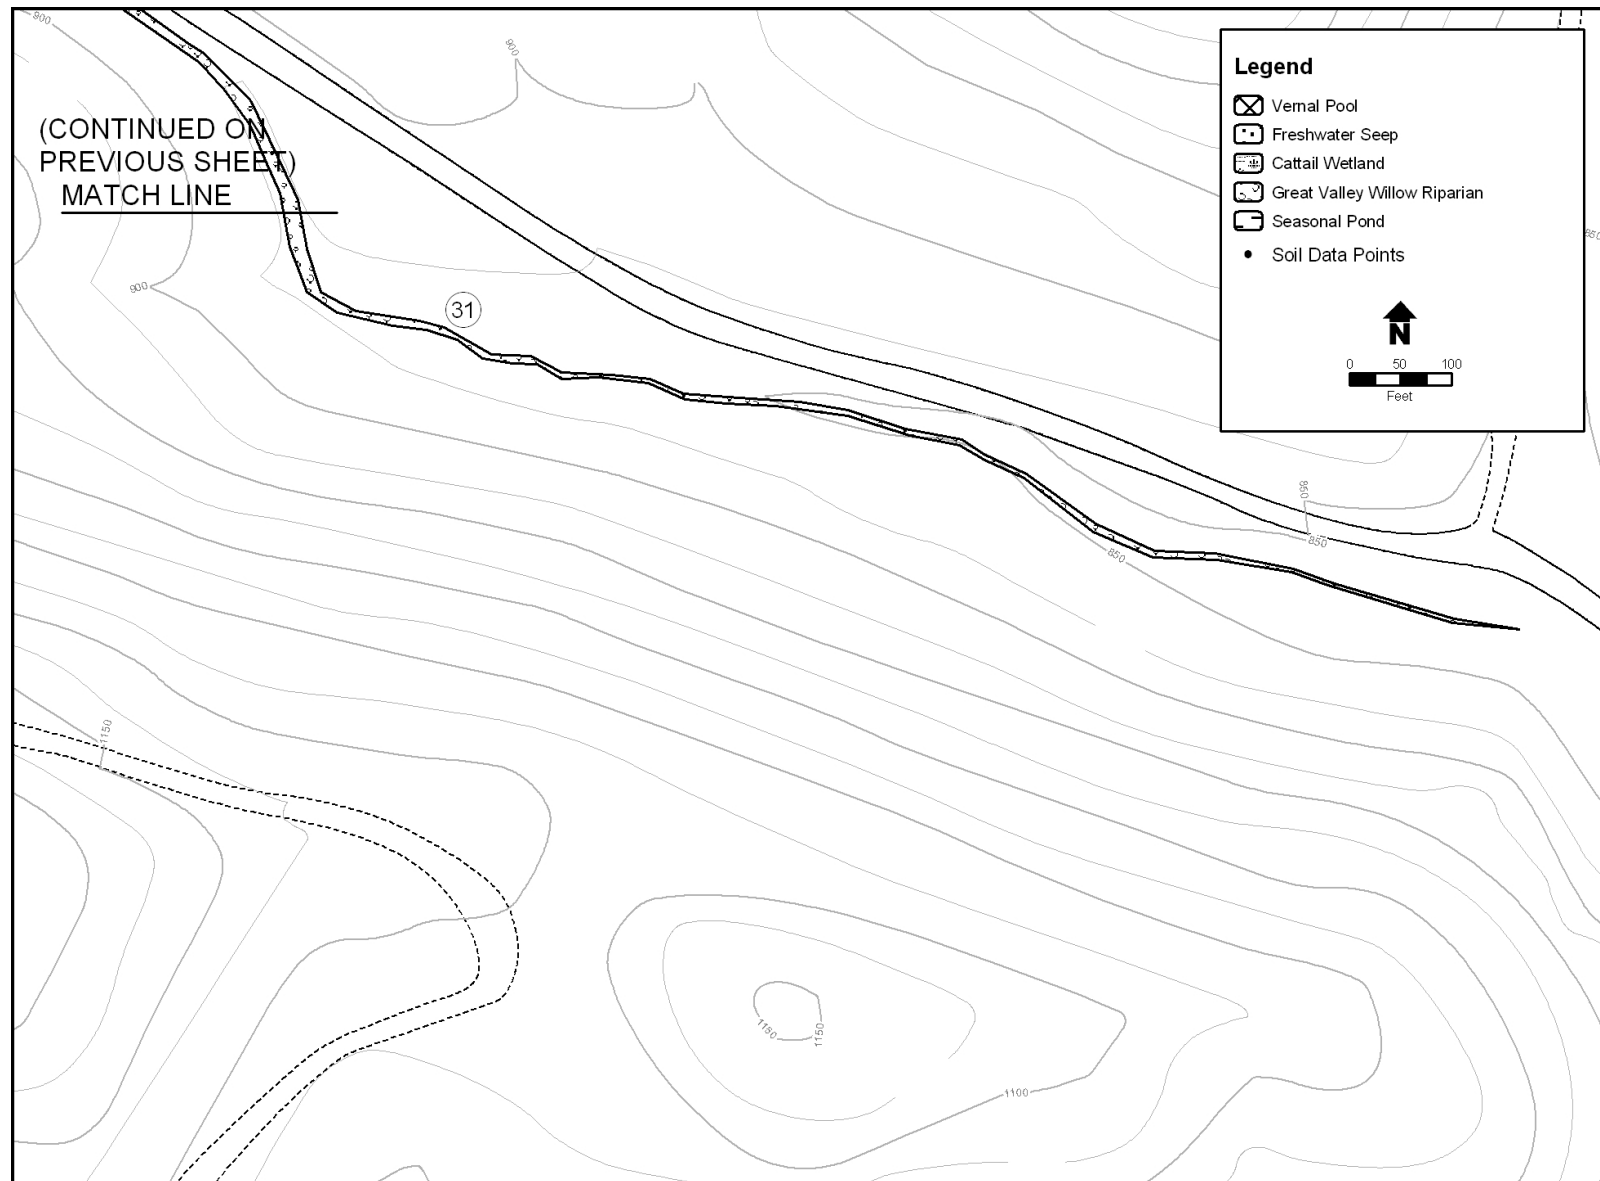 900
900
(CONTINUED ON
PREVIOUS SHEET)
MATCH LINE
900
31
Legend
Vernal Pool
Freshwater Seep
Cattail Wetland
Great Valley Willow Riparian
Seasonal Pond
Soil Data Points
N
0 50 100
Feet
850
850
850
850
1150
1150
1150
1100